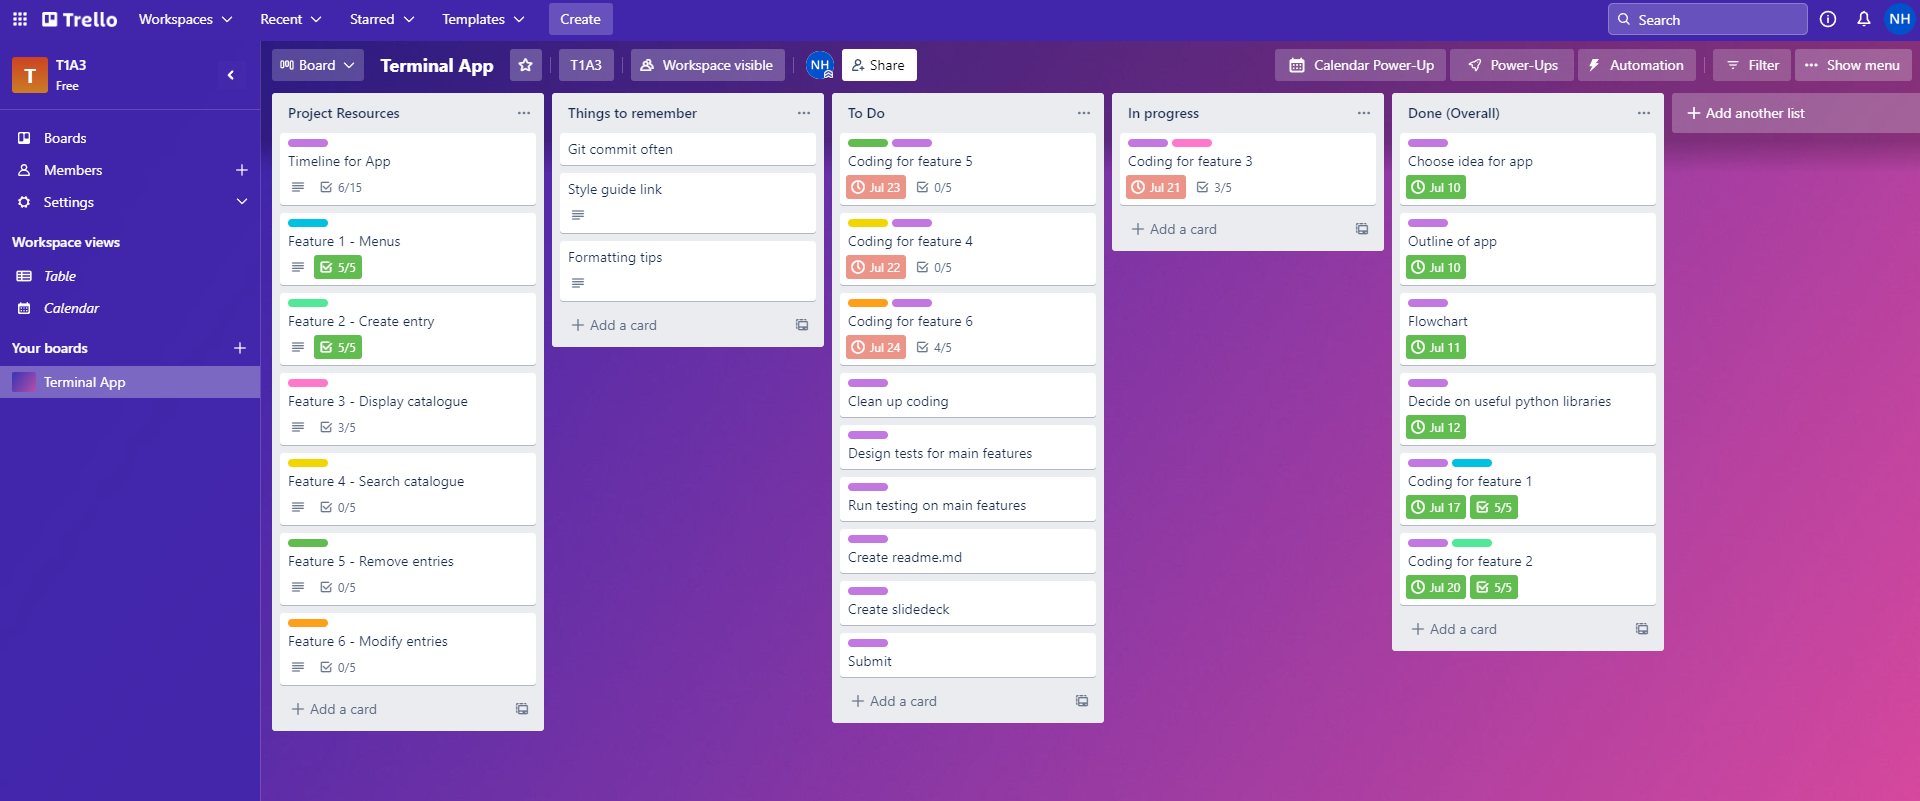 Trello
Workspaces
Recent
Starred
Templates
Create
Search
NH
T
T1A3
Free
Board
Terminal App
T1A3
Workspace visible
NH
Share
Calendar Power-Up
Power-Ups
Automation
Filter
Show menu
Boards
Members
Settings
Workspace views
Table
Calendar
Your boards
Terminal App
Project Resources
Timeline for App
6/15
Feature 1 - Menus
5/5
Feature 2 - Create entry
5/5
Feature 3 - Display catalogue
3/5
Feature 4 - Search catalogue
0/5
Feature 5 - Remove entries
0/5
Feature 6 - Modify entries
0/5
Add a card
Things to remember
Git commit often
Style guide link
Formatting tips
Add a card
To Do
Coding for feature 5
Jul 23 0/5
Coding for feature 4
Jul 22 0/5
Coding for feature 6
Jul 24 4/5
Clean up coding
Design tests for main features
Run testing on main features
Create readme.md
Create slidedeck
Submit
Add a card
In progress
Coding for feature 3
Jul 21 3/5
Add a card
Done (Overall)
Choose idea for app
Jul 10
Outline of app
Jul 10
Flowchart
Jul 11
Decide on useful python libraries
Jul 12
Coding for feature 1
Jul 17 5/5
Coding for feature 2
Jul 20 5/5
Add a card
Add another list